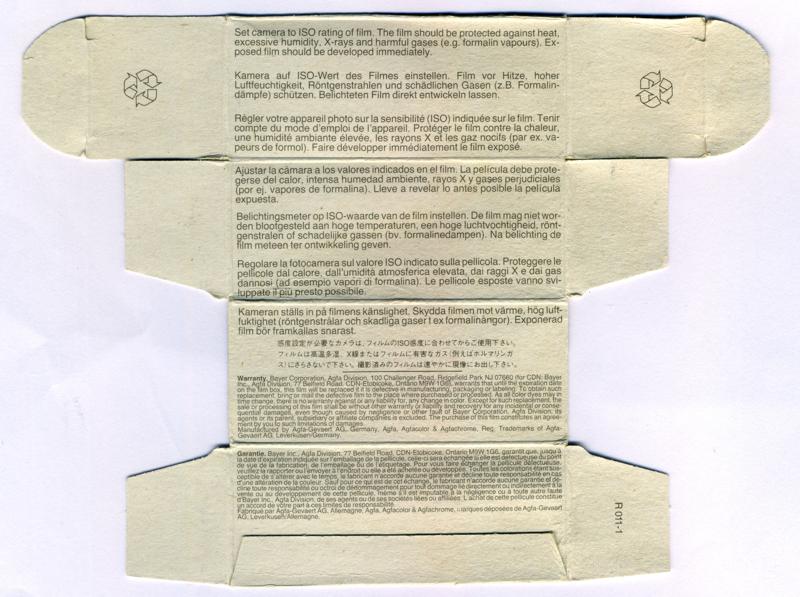 Set camera to ISO rating of film. The film should be protected against heat,
excessive humidity, X-rays and harmful gases (e.g. formalin vapours). Ex-
posed film should be developed immediately.
Kamera auf ISO-Wert des Filmes einstellen. Film vor Hitze, hoher
Luftfeuchtigkeit, Röntgenstrahlen und schädlichen Gasen (z.B. Formalin-
dämpfe) schützen. Belichteten Film direkt entwickeln lassen.
Régler votre appareil photo sur la sensibilité (ISO) indiquée sur le film. Tenir
compte du mode d'emploi de l'appareil. Protéger le film contre la chaleur,
une humidité ambiante élevée, les rayons X et les gaz nocifs (par ex. va-
peurs de formol). Faire développer immédiatement le film exposé.
Ajustar la cámara a los valores indicados en el film. La película debe prote-
gerse del calor, intensa humedad ambiente, rayos X y gases perjudiciales
(por ej. vapores de formalina). Lleve a revelar lo antes posible la película
expuesta.
Belichtingsmeter op ISO-waarde van de film instellen. De film mag niet wor-
den blootgesteld aan hoge temperaturen, een hoge luchtvochtigheid, rönt-
genstralen of schadelijke gassen (bv. formalinedampen). Na belichting de
film meteen ter ontwikkeling geven.
Regolare la fotocamera sul valore ISO indicato sulla pellicola. Proteggere le
pellicole dal calore, dall'umidità atmosferica elevata, dai raggi X e dai gas
dannosi (ad esempio vapori di formalina). Le pellicole esposte vanno svi-
luppate il più presto possibile.
Kameran ställs in på filmens känslighet. Skydda filmen mot värme, hög luft-
fuktighet (röntgenstrålar och skadliga gaser t ex formalinångor). Exponerad
film bör framkallas snarast.
感度設定が必要なカメラは、フィルムのISO感度に合わせてからご使用下さい。
フィルムは高温多湿、X線またはフィルムに有害なガス(例えばホルマリンガ
ス)にさらさないで下さい。撮影済みのフィルムは速やかに現像にお出し下さい。
Warranty, Bayer Corporation, Agfa Division, 100 Challenger Road, Ridgefield Park NJ 07660 (for CDN: Bayer
Inc., Agfa Division, 77 Belfield Road, CDN-Etobicoke, Ontario M9W 1G6), warrants that until the expiration date
on the film box, this film will be replaced if it is defective in manufacturing, packaging or labeling. To obtain such
replacement, bring or mail the defective film to the place where purchased or processed. As all color dyes may in
time change, there is no warranty against or any liability for, any change in color. Except for such replacement, the
sale or processing of this film shall be without other warranty or liability and recovery for any incidental or conse-
quential damages, even though caused by negligence or other fault of Bayer Corporation, Agfa Division, its
agents or its parent, subsidiary or affiliate companies is excluded. The purchase of this film constitutes an agree-
ment by you to such limitations of damages.
Manufactured by Agfa-Gevaert AG, Germany, Agfa, Agfacolor & Agfachrome, Reg. Trademarks of Agfa-
Gevaert AG, Leverkusen/Germany.
Garantie. Bayer Inc., Agfa Division, 77 Belfield Road, CDN-Etobicoke, Ontario M9W 1G6, garantit que, jusqu'à
la date d'expiration indiquée sur l'emballage de la pellicule, celle-ci sera échangée si elle est défectueuse du point
de vue de la fabrication, de l'emballage ou de l'étiquetage. Pour vous faire échanger la pellicule défectueuse,
veuillez la rapporter ou l'envoyer à l'endroit où elle a été achetée ou développée. Toutes les colorations étant sus-
ceptibles de s'altérer avec le temps, le fabricant n'accorde aucune garantie et décline toute responsabilité en cas
d'une altération de la couleur. Sauf pour ce qui est de cet échange, le fabricant n'accorde aucune garantie et dé-
cline toute responsabilité ou octroi de dédommagement pour tout dommage lié directement ou indirectement à la
vente ou au développement de cette pellicule, même s'il est imputable à la négligence ou à toute autre faute
d'Bayer Inc., Agfa Division, de ses agents ou de ses sociétés liées ou affiliées. L'achat de cette pellicule constitue
un accord de votre part à ces limites de responsabilité.
Fabriqué par Agfa-Gevaert AG, Allemagne, Agfa, Agfacolor & Agfachrome, marques déposées de Agfa-Gevaert
AG, Leverkusen/Allemagne.
R 011-1